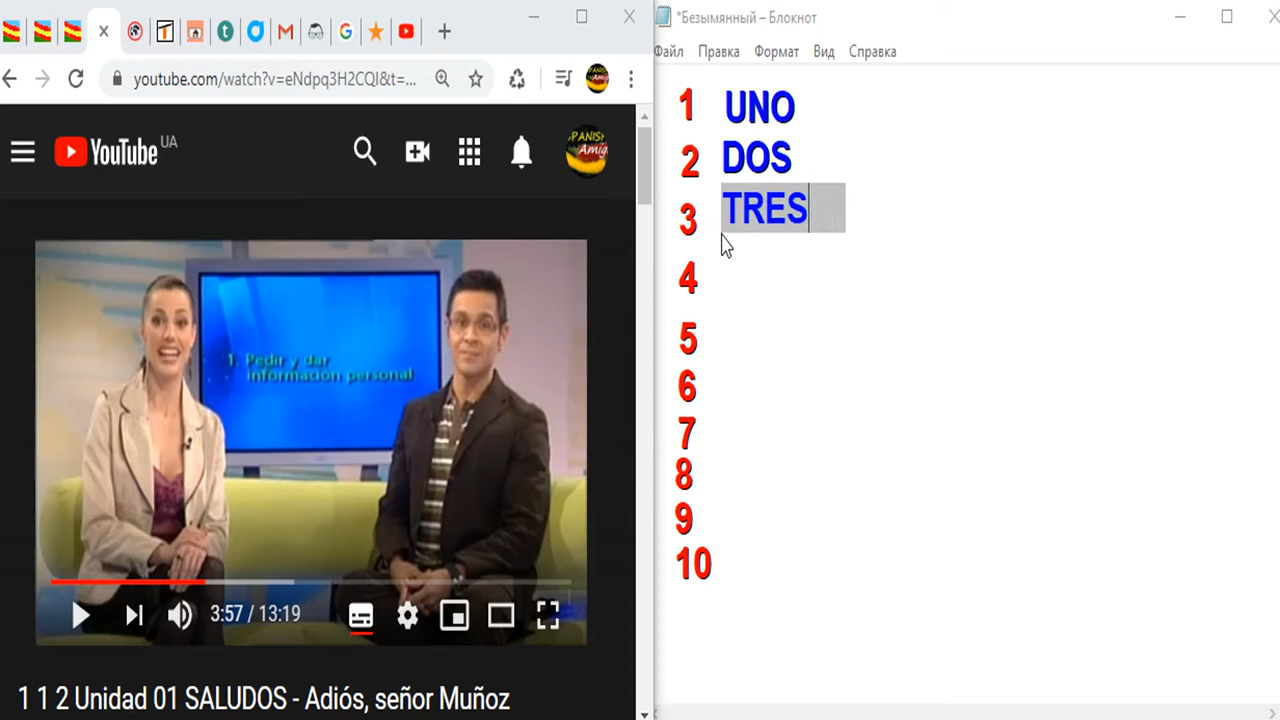 youtube.com/watch?v=eNdpq3H2CQI&t=...
YouTube UA
PANISH
Amig
1. Pedir y dar
información personal
3:57 / 13:19
1 1 2 Unidad 01 SALUDOS - Adiós, señor Muñoz
*Безымянный – Блокнот
Файл Правка Формат Вид Справка
1 UNO
2 DOS
3 TRES
4
5
6
7
8
9
10